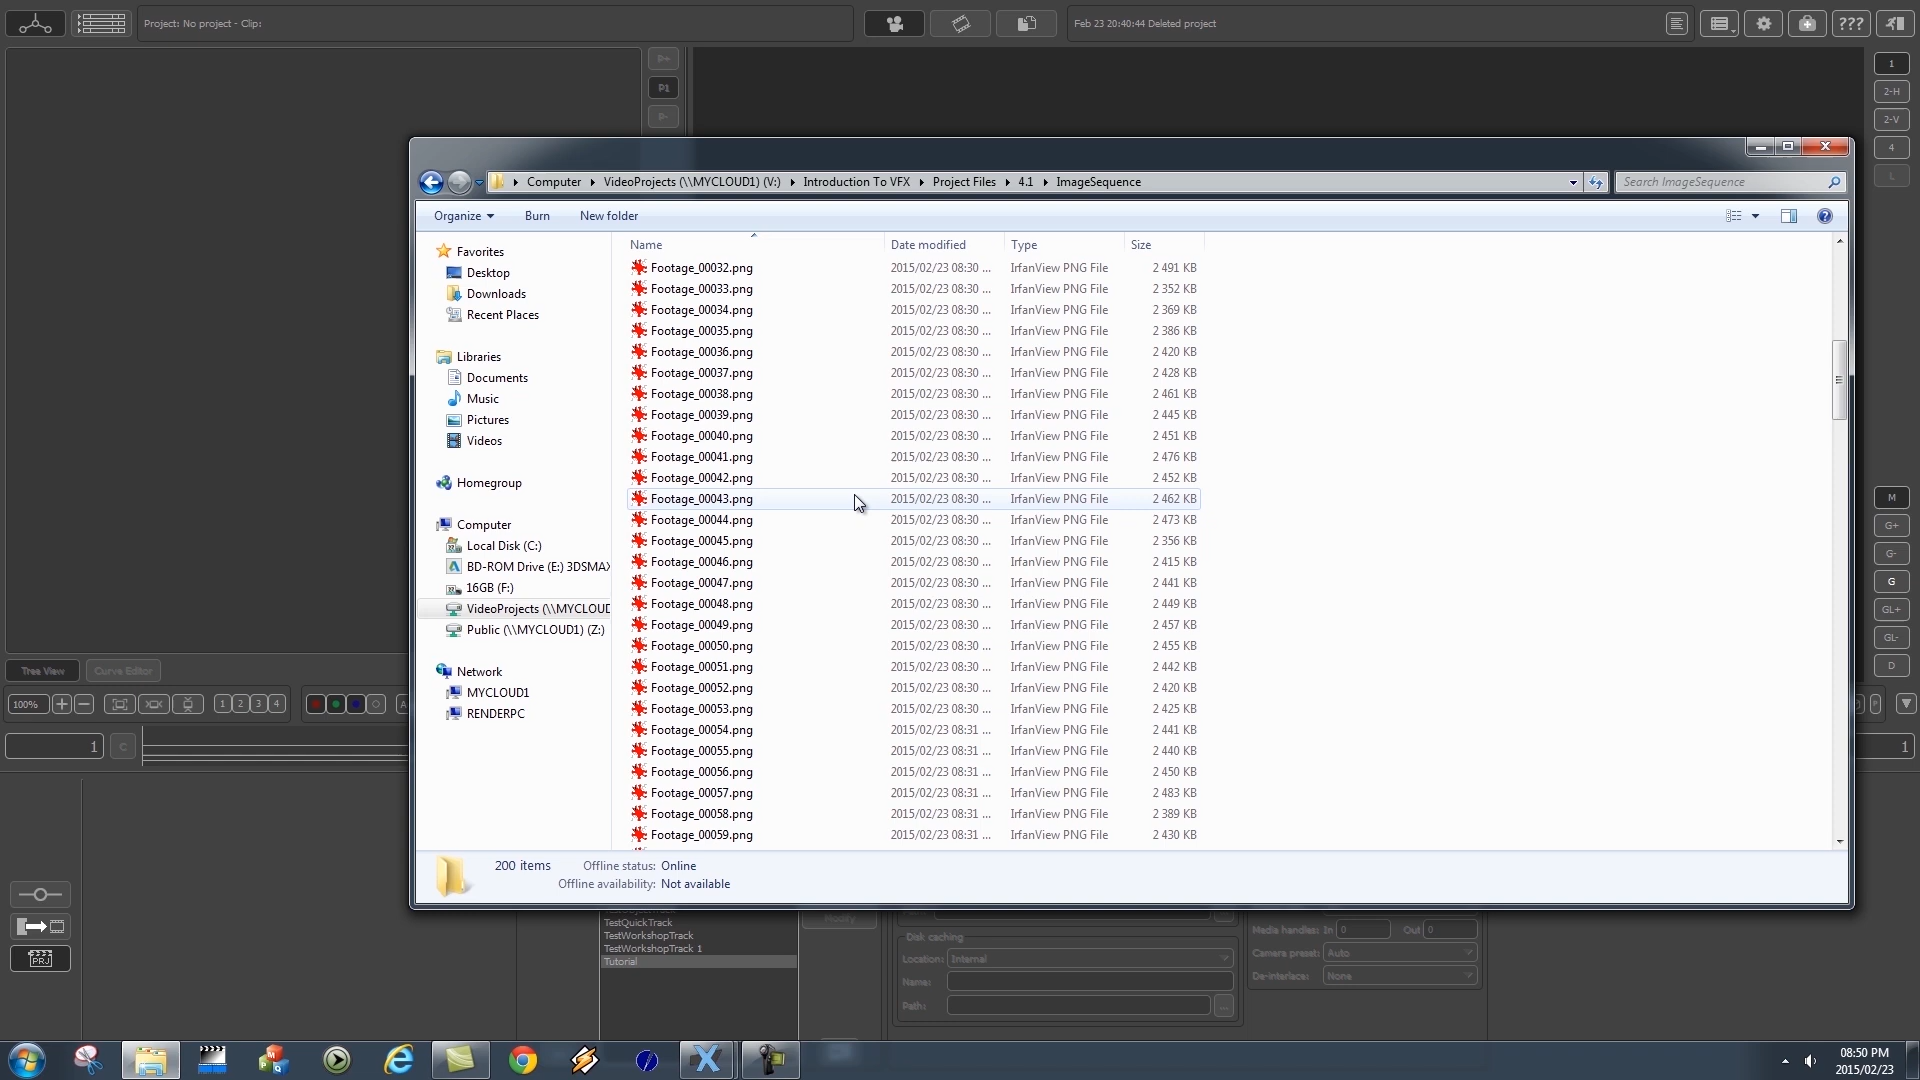 Project: No project - Clip:
Feb 23 20:40:44 Deleted project
???
P+
P1
P-
1
2-H
2-V
4
L
Computer VideoProjects (\\MYCLOUD1) (V:) Introduction To VFX Project Files 4.1 ImageSequence
Search ImageSequence
Organize Burn New folder
Name Date modified Type Size
Favorites
Desktop
Downloads
Recent Places
Libraries
Documents
Music
Pictures
Videos
Homegroup
Computer
Local Disk (C:)
BD-ROM Drive (E:) 3DSMAX
16GB (F:)
VideoProjects (\\MYCLOUD
Public (\\MYCLOUD1) (Z:)
Network
MYCLOUD1
RENDERPC
Footage_00032.png 2015/02/23 08:30 ... IrfanView PNG File 2 491 KB
Footage_00033.png 2015/02/23 08:30 ... IrfanView PNG File 2 352 KB
Footage_00034.png 2015/02/23 08:30 ... IrfanView PNG File 2 369 KB
Footage_00035.png 2015/02/23 08:30 ... IrfanView PNG File 2 386 KB
Footage_00036.png 2015/02/23 08:30 ... IrfanView PNG File 2 420 KB
Footage_00037.png 2015/02/23 08:30 ... IrfanView PNG File 2 428 KB
Footage_00038.png 2015/02/23 08:30 ... IrfanView PNG File 2 461 KB
Footage_00039.png 2015/02/23 08:30 ... IrfanView PNG File 2 445 KB
Footage_00040.png 2015/02/23 08:30 ... IrfanView PNG File 2 451 KB
Footage_00041.png 2015/02/23 08:30 ... IrfanView PNG File 2 476 KB
Footage_00042.png 2015/02/23 08:30 ... IrfanView PNG File 2 452 KB
Footage_00043.png 2015/02/23 08:30 ... IrfanView PNG File 2 462 KB
Footage_00044.png 2015/02/23 08:30 ... IrfanView PNG File 2 473 KB
Footage_00045.png 2015/02/23 08:30 ... IrfanView PNG File 2 356 KB
Footage_00046.png 2015/02/23 08:30 ... IrfanView PNG File 2 415 KB
Footage_00047.png 2015/02/23 08:30 ... IrfanView PNG File 2 441 KB
Footage_00048.png 2015/02/23 08:30 ... IrfanView PNG File 2 449 KB
Footage_00049.png 2015/02/23 08:30 ... IrfanView PNG File 2 457 KB
Footage_00050.png 2015/02/23 08:30 ... IrfanView PNG File 2 455 KB
Footage_00051.png 2015/02/23 08:30 ... IrfanView PNG File 2 442 KB
Footage_00052.png 2015/02/23 08:30 ... IrfanView PNG File 2 420 KB
Footage_00053.png 2015/02/23 08:30 ... IrfanView PNG File 2 425 KB
Footage_00054.png 2015/02/23 08:31 ... IrfanView PNG File 2 441 KB
Footage_00055.png 2015/02/23 08:31 ... IrfanView PNG File 2 440 KB
Footage_00056.png 2015/02/23 08:31 ... IrfanView PNG File 2 450 KB
Footage_00057.png 2015/02/23 08:31 ... IrfanView PNG File 2 483 KB
Footage_00058.png 2015/02/23 08:31 ... IrfanView PNG File 2 389 KB
Footage_00059.png 2015/02/23 08:31 ... IrfanView PNG File 2 430 KB
200 items Offline status: Online
Offline availability: Not available
M
G+
G-
G
GL+
GL-
D
Tree View Curve Editor
100% 1 2 3 4
1 C
1
PRJ
TestQuickTrack
TestWorkshopTrack
TestWorkshopTrack 1
Tutorial
Modify
Disk caching
Location: Internal
Name:
Path:
Media handles: In 0 Out 0
Camera preset: Auto
De-interlace: None
08:50 PM
2015/02/23